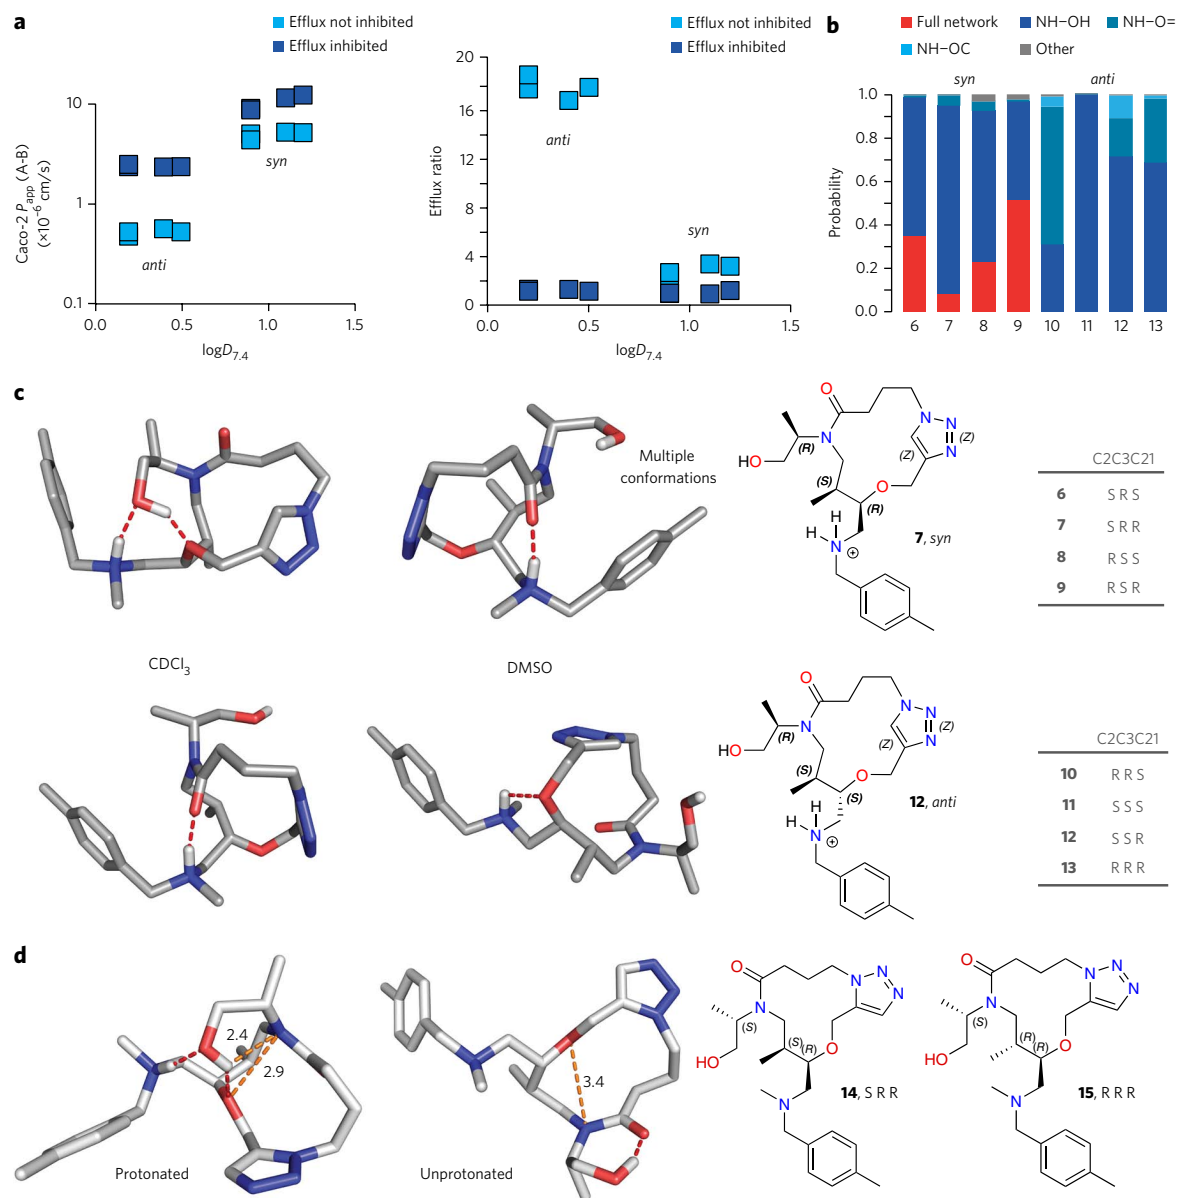 a
Efflux not inhibited
Efflux inhibited
Caco-2 Papp (A-B)
(×10−6 cm/s)
10
1
0.1
syn
anti
0.0 0.5 1.0 1.5
logD7.4
Efflux not inhibited
Efflux inhibited
Efflux ratio
20
16
12
8
4
0
anti
syn
0.0 0.5 1.0 1.5
logD7.4
b
Full network NH−OH NH−O=
NH−OC Other
syn anti
Probability
1.0
0.8
0.6
0.4
0.2
0.0
6 7 8 9 10 11 12 13
c
Multiple
conformations
O
N N
N (Z)
(R) N (Z)
HO
(S) O
(R)
H
H N ⊕
7, syn
C2C3C21
6 S R S
7 S R R
8 R S S
9 R S R
CDCl3
DMSO
O
N N
N (Z)
(R) N (Z)
HO
(S) O
(S)
H
H N ⊕
12, anti
C2C3C21
10 R R S
11 S S S
12 S S R
13 R R R
d
2.4
2.9
Protonated
3.4
Unprotonated
O
N N
N N
(S)
(S) (R) O
HO
N
14, S R R
O
N N
N N
(S)
(R) (R) O
HO
N
15, R R R